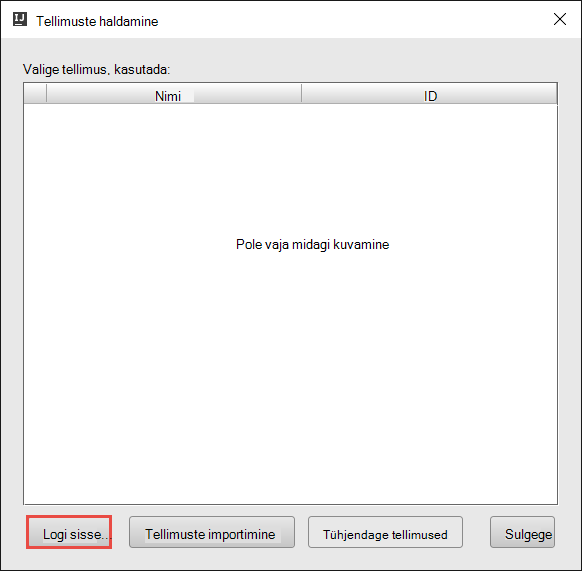 IJ Tellimuste haldamine
Valige tellimus, kasutada:
Nimi ID
Pole vaja midagi kuvamine
Logi sisse... Tellimuste importimine Tühjendage tellimused Sulgege